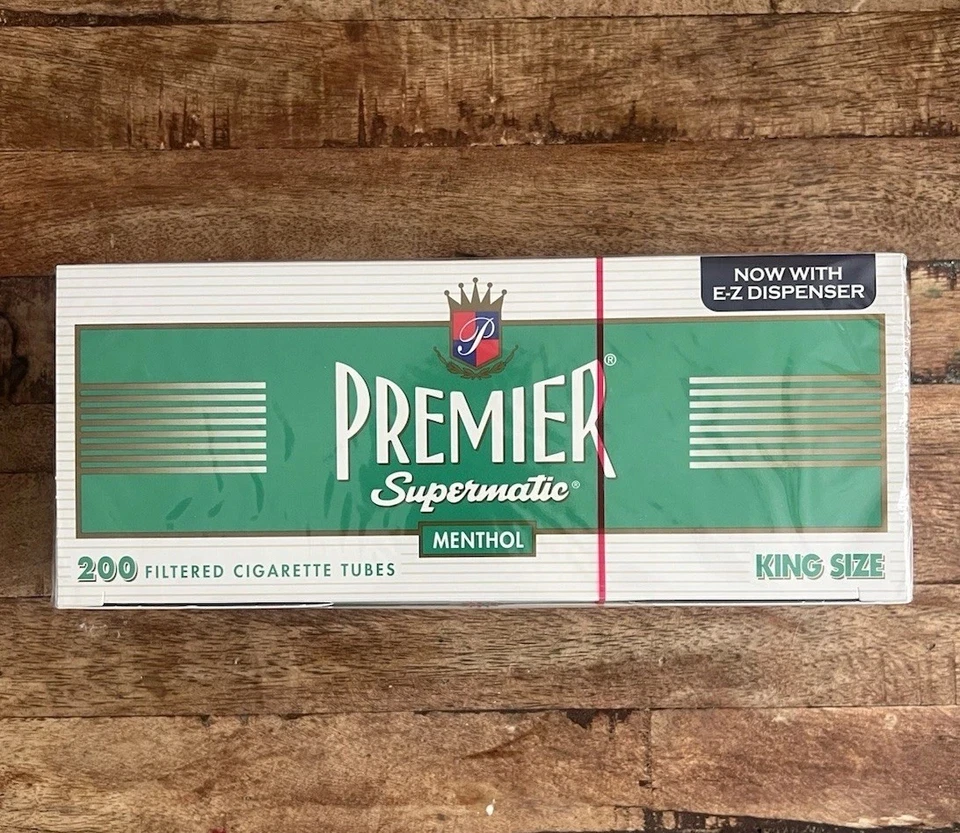 NOW WITH
E-Z DISPENSER
P
PREMIER®
Supermatic®
MENTHOL
200 FILTERED CIGARETTE TUBES
KING SIZE